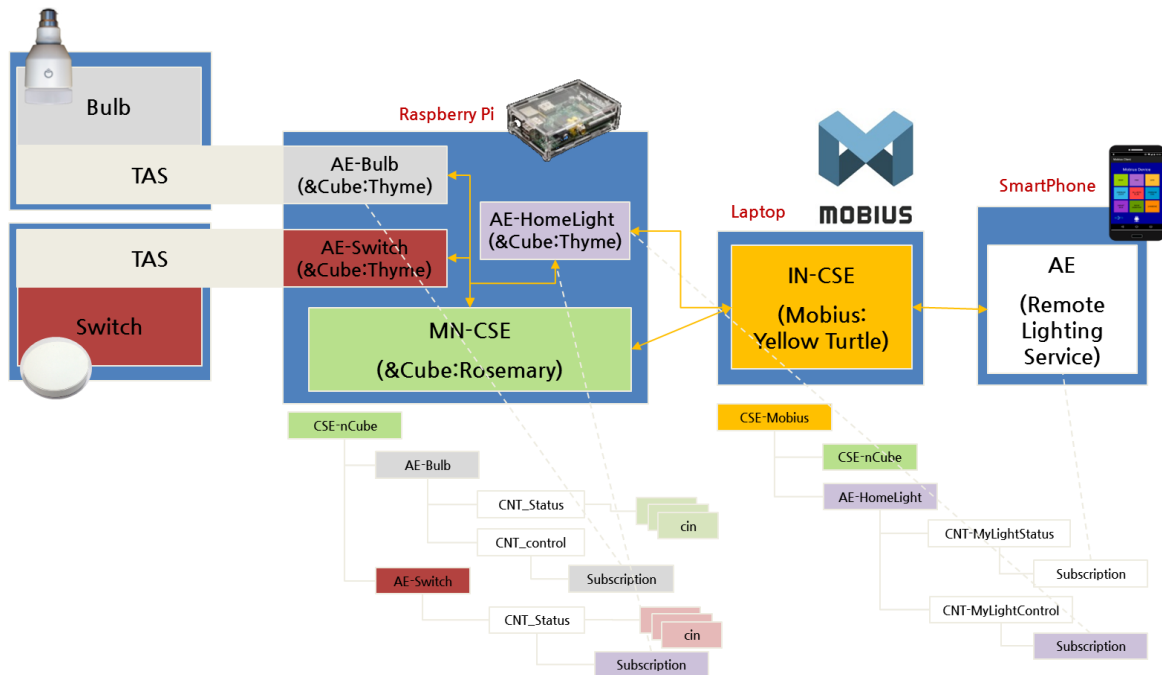 Bulb
TAS
TAS
Switch
Raspberry Pi
AE-Bulb
(&Cube:Thyme)
AE-Switch
(&Cube:Thyme)
AE-HomeLight
(&Cube:Thyme)
MN-CSE
(&Cube:Rosemary)
MOBIUS
Laptop
IN-CSE
(Mobius:
Yellow Turtle)
SmartPhone
Mobius Service
AE
(Remote
Lighting
Service)
CSE-nCube
AE-Bulb
CNT_Status
cin
CNT_control
Subscription
AE-Switch
CNT_Status
cin
Subscription
CSE-Mobius
CSE-nCube
AE-HomeLight
CNT-MyLightStatus
Subscription
CNT-MyLightControl
Subscription